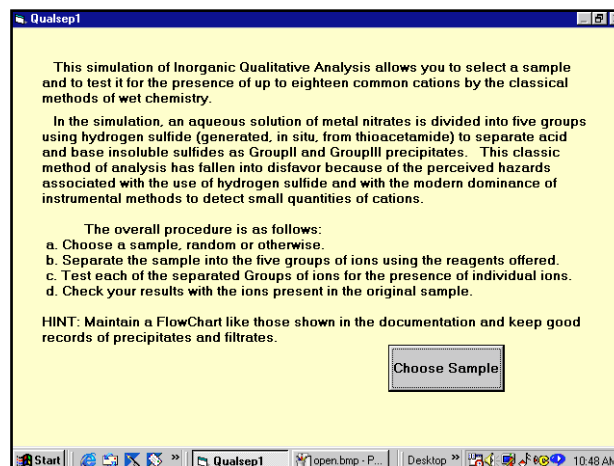 Qualsep1
This simulation of Inorganic Qualitative Analysis allows you to select a sample
and to test it for the presence of up to eighteen common cations by the classical
methods of wet chemistry.
In the simulation, an aqueous solution of metal nitrates is divided into five groups
using hydrogen sulfide (generated, in situ, from thioacetamide) to separate acid
and base insoluble sulfides as GroupII and GroupIII precipitates. This classic
method of analysis has fallen into disfavor because of the perceived hazards
associated with the use of hydrogen sulfide and with the modern dominance of
instrumental methods to detect small quantities of cations.
The overall procedure is as follows:
a. Choose a sample, random or otherwise.
b. Separate the sample into the five groups of ions using the reagents offered.
c. Test each of the separated Groups of ions for the presence of individual ions.
d. Check your results with the ions present in the original sample.
HINT: Maintain a FlowChart like those shown in the documentation and keep good
records of precipitates and filtrates.
Choose Sample
Start » Qualsep1 open.bmp - P... Desktop » 10:48 AM